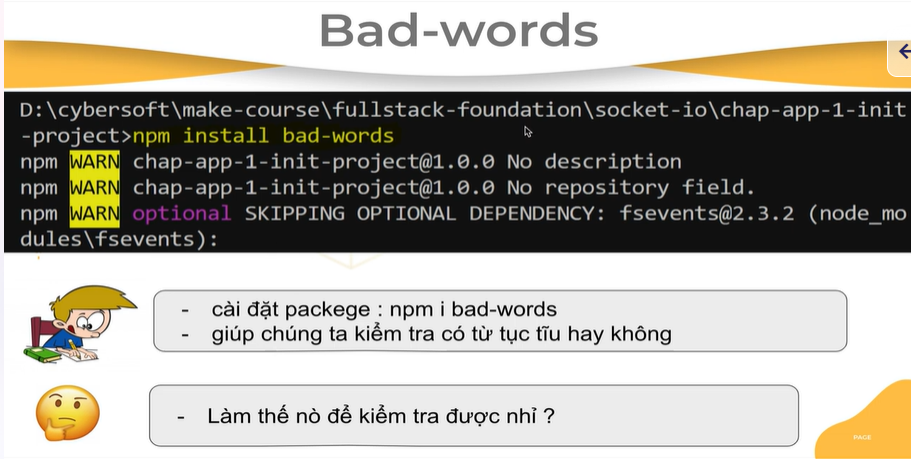 Bad-words
D:\cybersoft\make-course\fullstack-foundation\socket-io\chap-app-1-init
-project>npm install bad-words
npm WARN chap-app-1-init-project@1.0.0 No description
npm WARN chap-app-1-init-project@1.0.0 No repository field.
npm WARN optional SKIPPING OPTIONAL DEPENDENCY: fsevents@2.3.2 (node_mo
dules\fsevents):
- cài đặt packege : npm i bad-words
- giúp chúng ta kiểm tra có từ tục tĩu hay không
- Làm thế nò để kiểm tra được nhỉ ?
PAGE